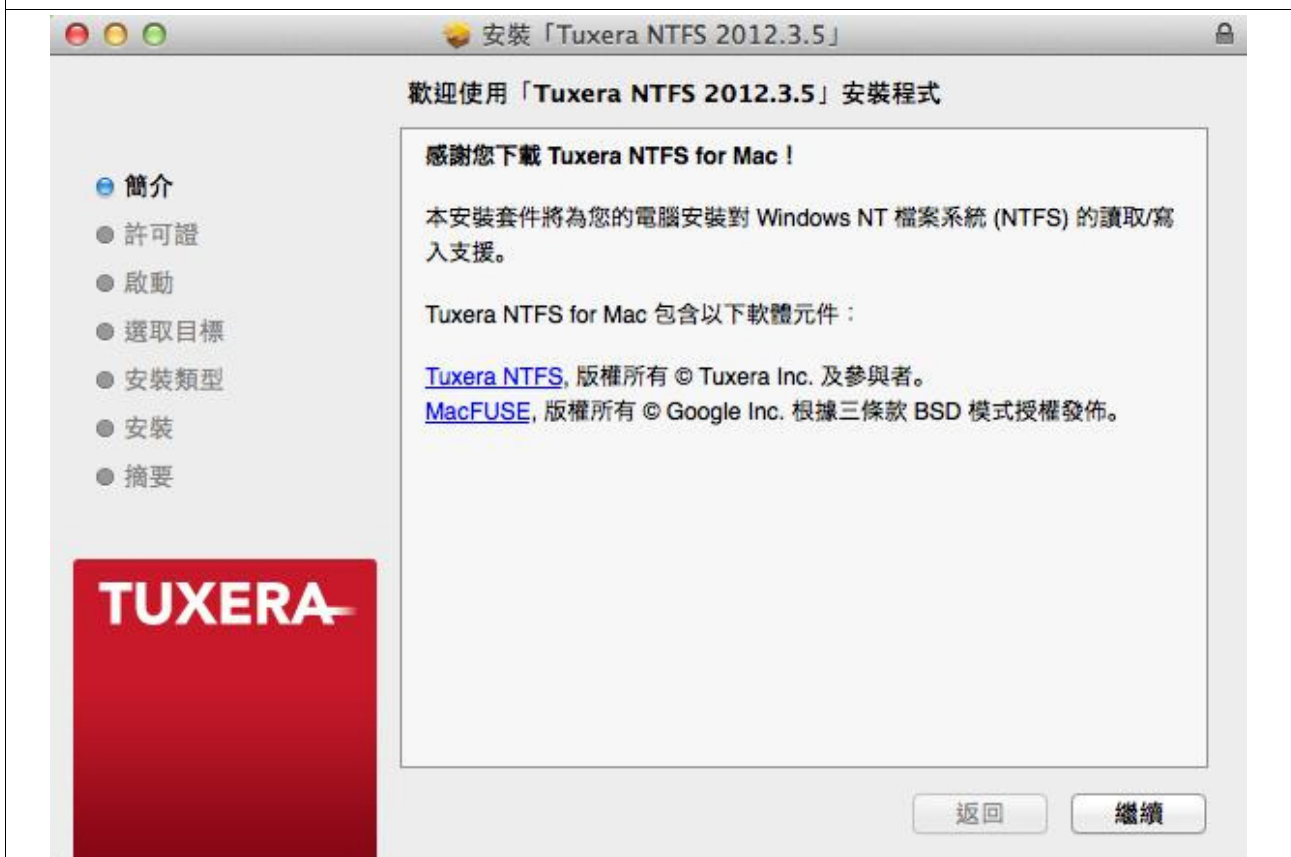 安裝「Tuxera NTFS 2012.3.5」
歡迎使用「Tuxera NTFS 2012.3.5」安裝程式
簡介
許可證
啟動
選取目標
安裝類型
安裝
摘要
TUXERA
感謝您下載 Tuxera NTFS for Mac！
本安裝套件將為您的電腦安裝對 Windows NT 檔案系統 (NTFS) 的讀取/寫
入支援。
Tuxera NTFS for Mac 包含以下軟體元件：
Tuxera NTFS, 版權所有 © Tuxera Inc. 及參與者。
MacFUSE, 版權所有 © Google Inc. 根據三條款 BSD 模式授權發佈。
返回
繼續